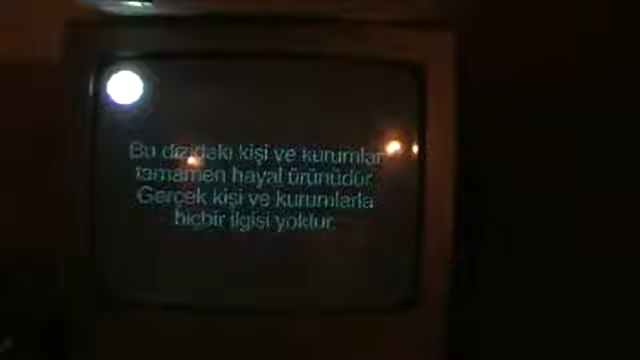 Bu dizideki kişi ve kurumlar
tamamen hayal ürünüdür.
Gerçek kişi ve kurumlarla
hiçbir ilgisi yoktur.